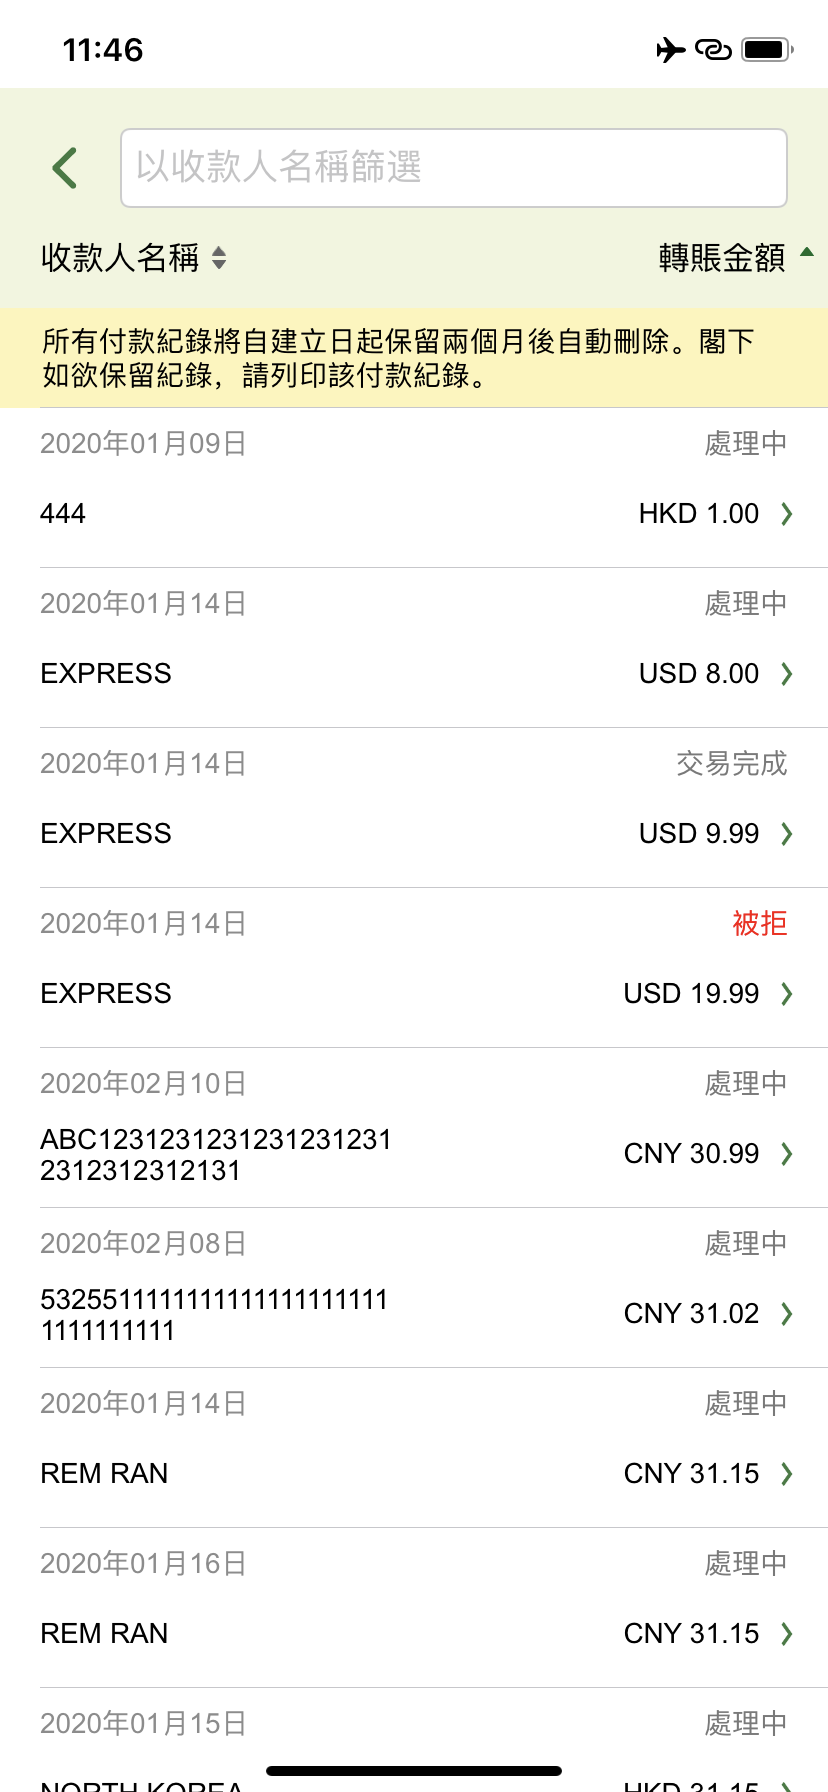 11:46
以收款人名稱篩選
收款人名稱 轉賬金額
所有付款紀錄將自建立日起保留兩個月後自動刪除。閣下
如欲保留紀錄，請列印該付款紀錄。
2020年01月09日 處理中
444 HKD 1.00
2020年01月14日 處理中
EXPRESS USD 8.00
2020年01月14日 交易完成
EXPRESS USD 9.99
2020年01月14日 被拒
EXPRESS USD 19.99
2020年02月10日 處理中
ABC1231231231231231231
2312312312131
CNY 30.99
2020年02月08日 處理中
5325511111111111111111111
1111111111
CNY 31.02
2020年01月14日 處理中
REM RAN CNY 31.15
2020年01月16日 處理中
REM RAN CNY 31.15
2020年01月15日 處理中
NORTH KOREA HKD 31.15